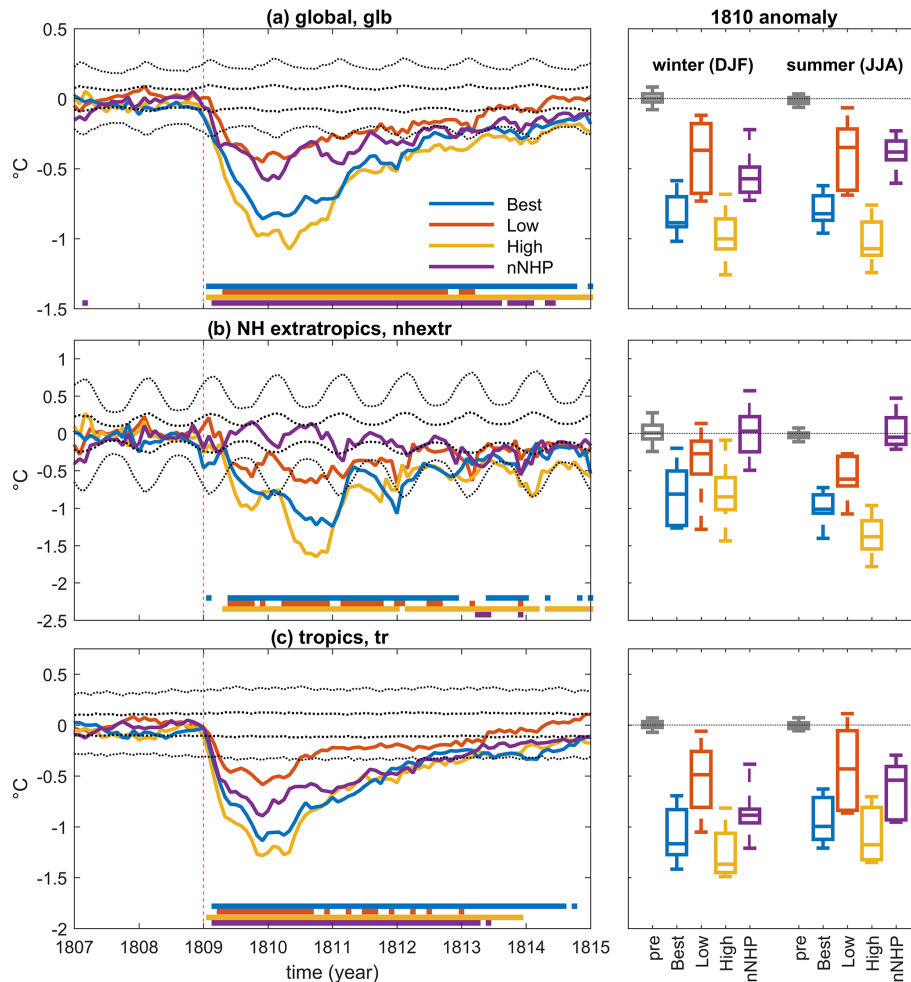 (a) global, glb
1810 anomaly
0.5
0
-0.5
-1
-1.5
°C
Best
Low
High
nNHP
winter (DJF) summer (JJA)
(b) NH extratropics, nhextr
1
0.5
0
-0.5
-1
-1.5
-2
-2.5
°C
(c) tropics, tr
0.5
0
-0.5
-1
-1.5
-2
°C
1807 1808 1809 1810 1811 1812 1813 1814 1815
time (year)
pre Best Low High nNHP pre Best Low High nNHP